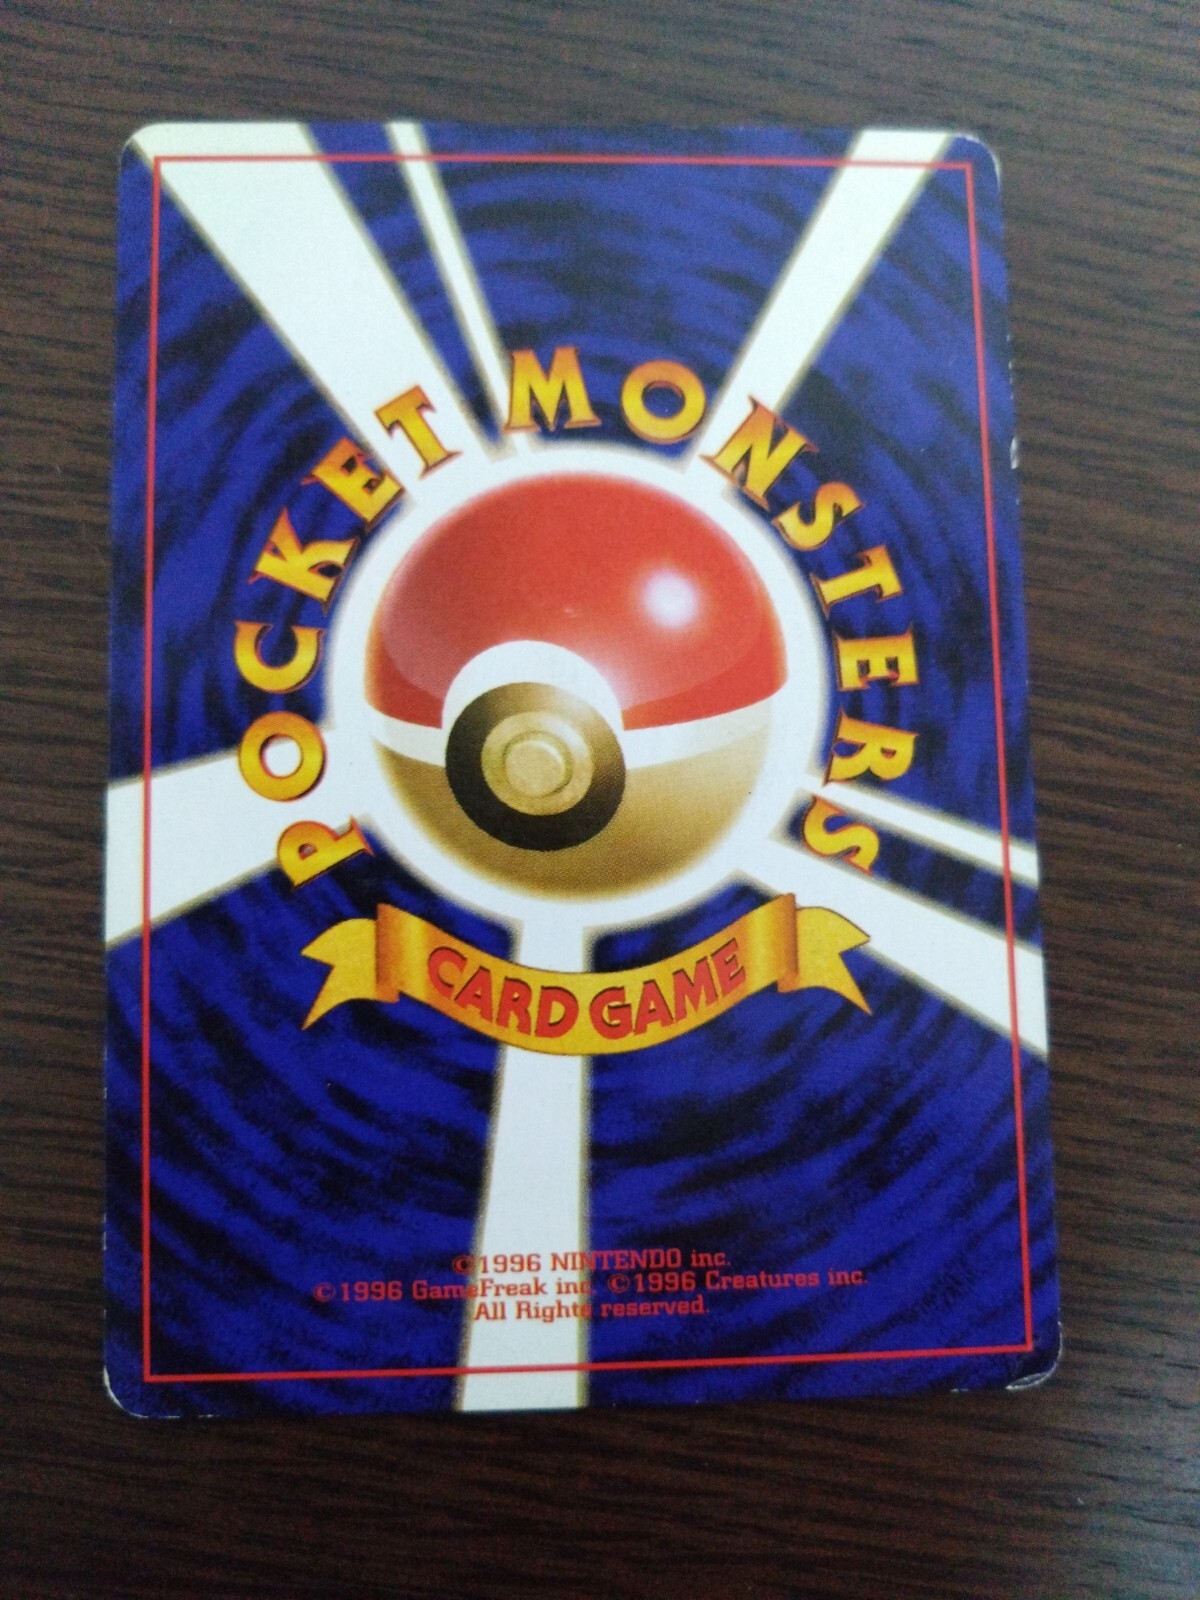 POCKET MONSTERS
CARD GAME
©1996 NINTENDO inc.
©1996 GameFreak inc. ©1996 Creatures inc.
All Rights reserved.